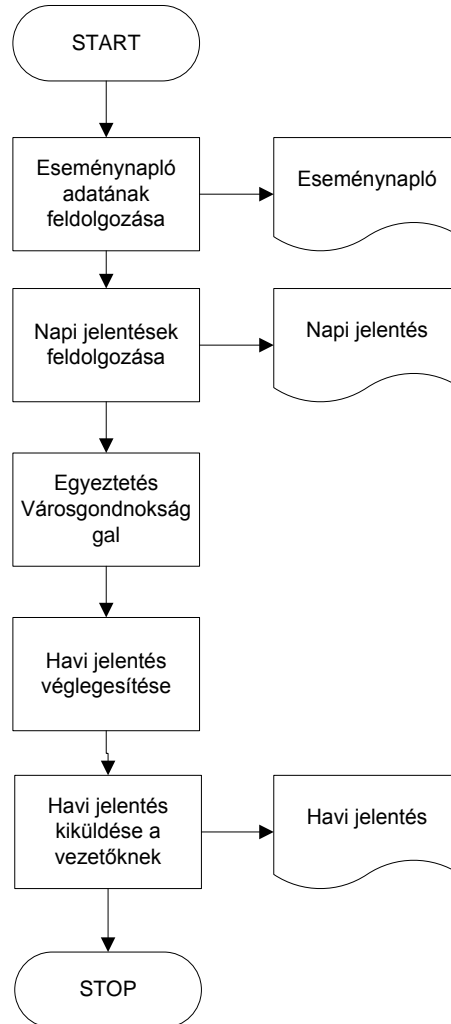 START
Eseménynapló
adatának
feldolgozása
Eseménynapló
Napi jelentések
feldolgozása
Napi jelentés
Egyeztetés
Városgondnokság
gal
Havi jelentés
véglegesítése
Havi jelentés
kiküldése a
vezetőknek
Havi jelentés
STOP